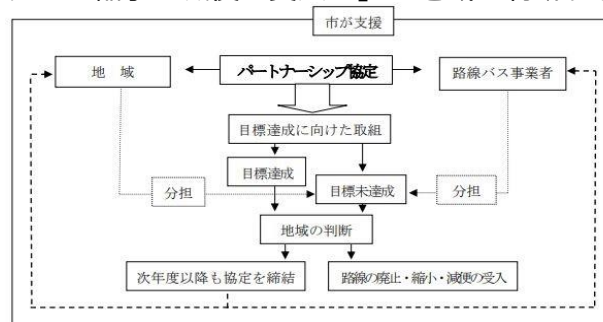 市が支援
地 域
パートナーシップ協定
路線バス事業者
目標達成に向けた取組
目標達成
分担
目標未達成
分担
地域の判断
次年度以降も協定を締結
路線の廃止・縮小・減便の受入